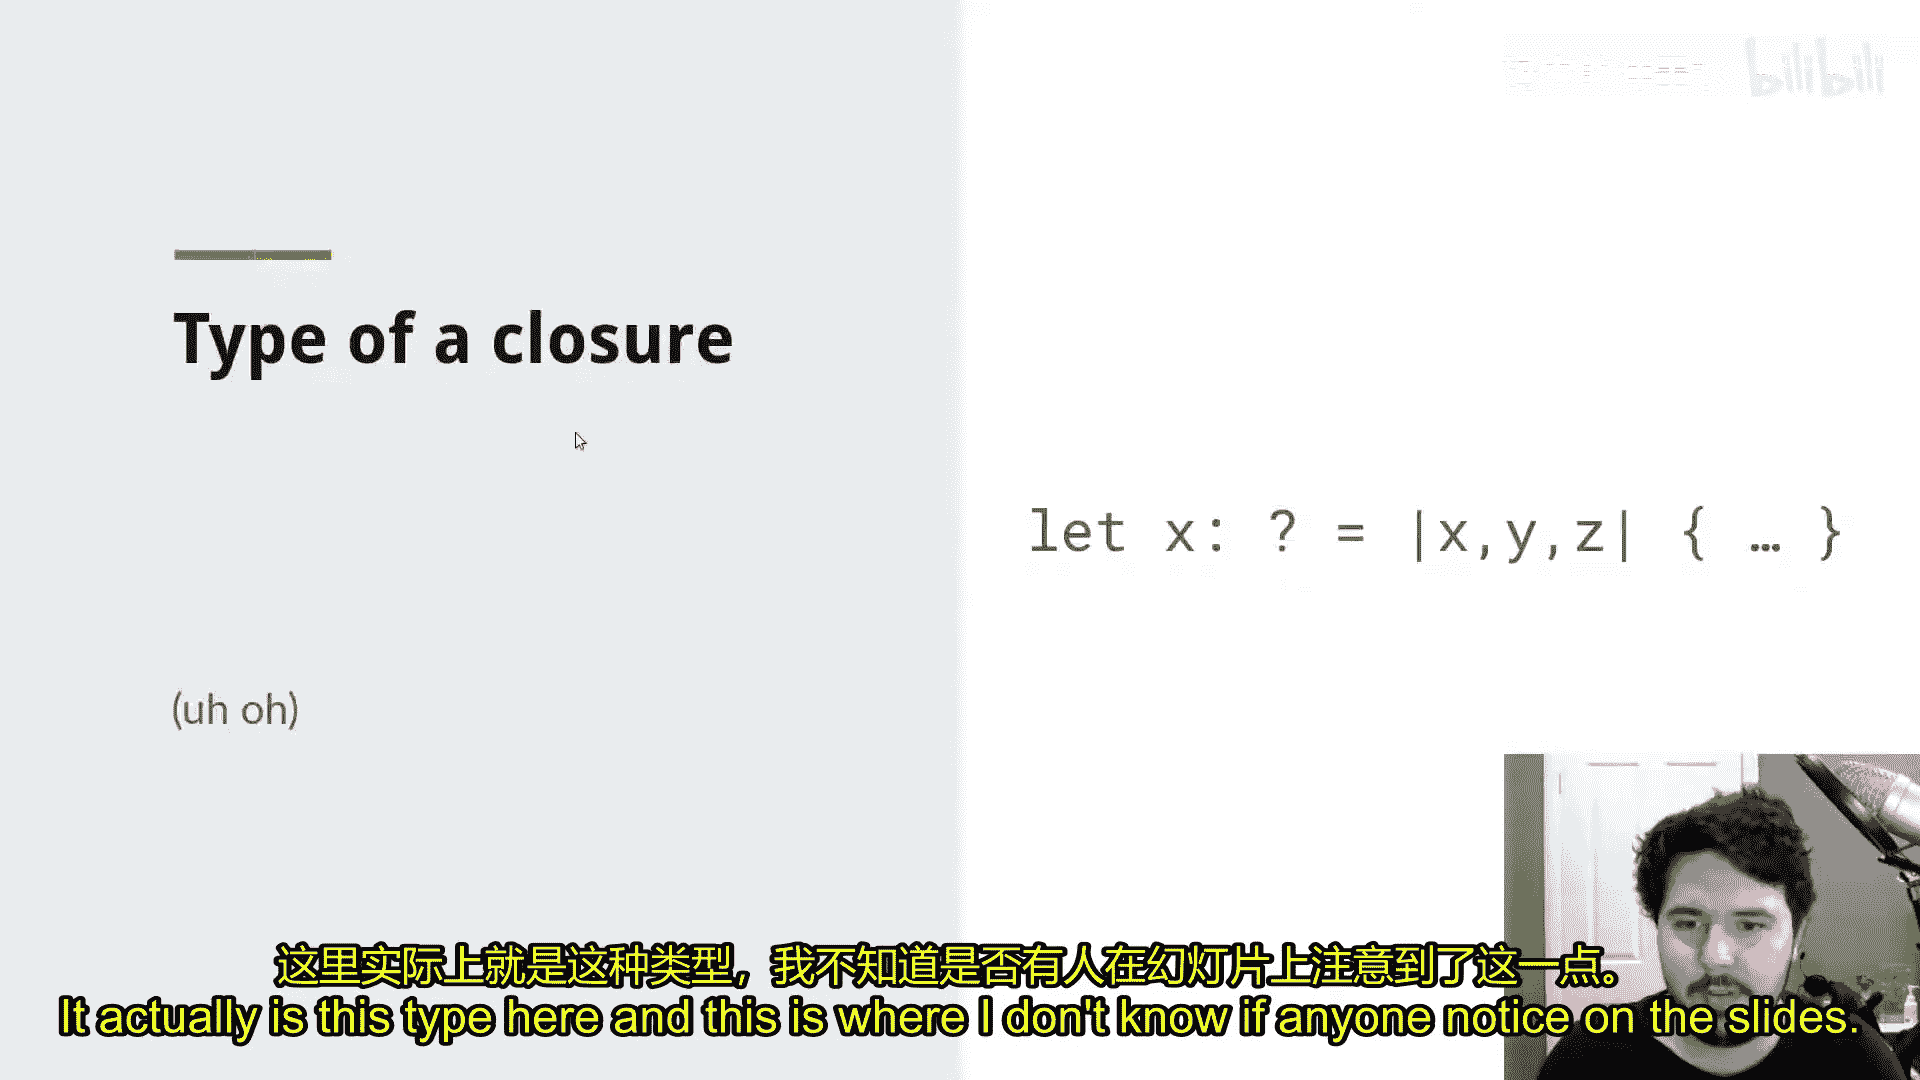 bilibili
Type of a closure
let x: ? = |x,y,z| { … }
(uh oh)
这里实际上就是这种类型，我不知道是否有人在幻灯片上注意到了这一点。
It actually is this type here and this is where I don't know if anyone notice on the slides.